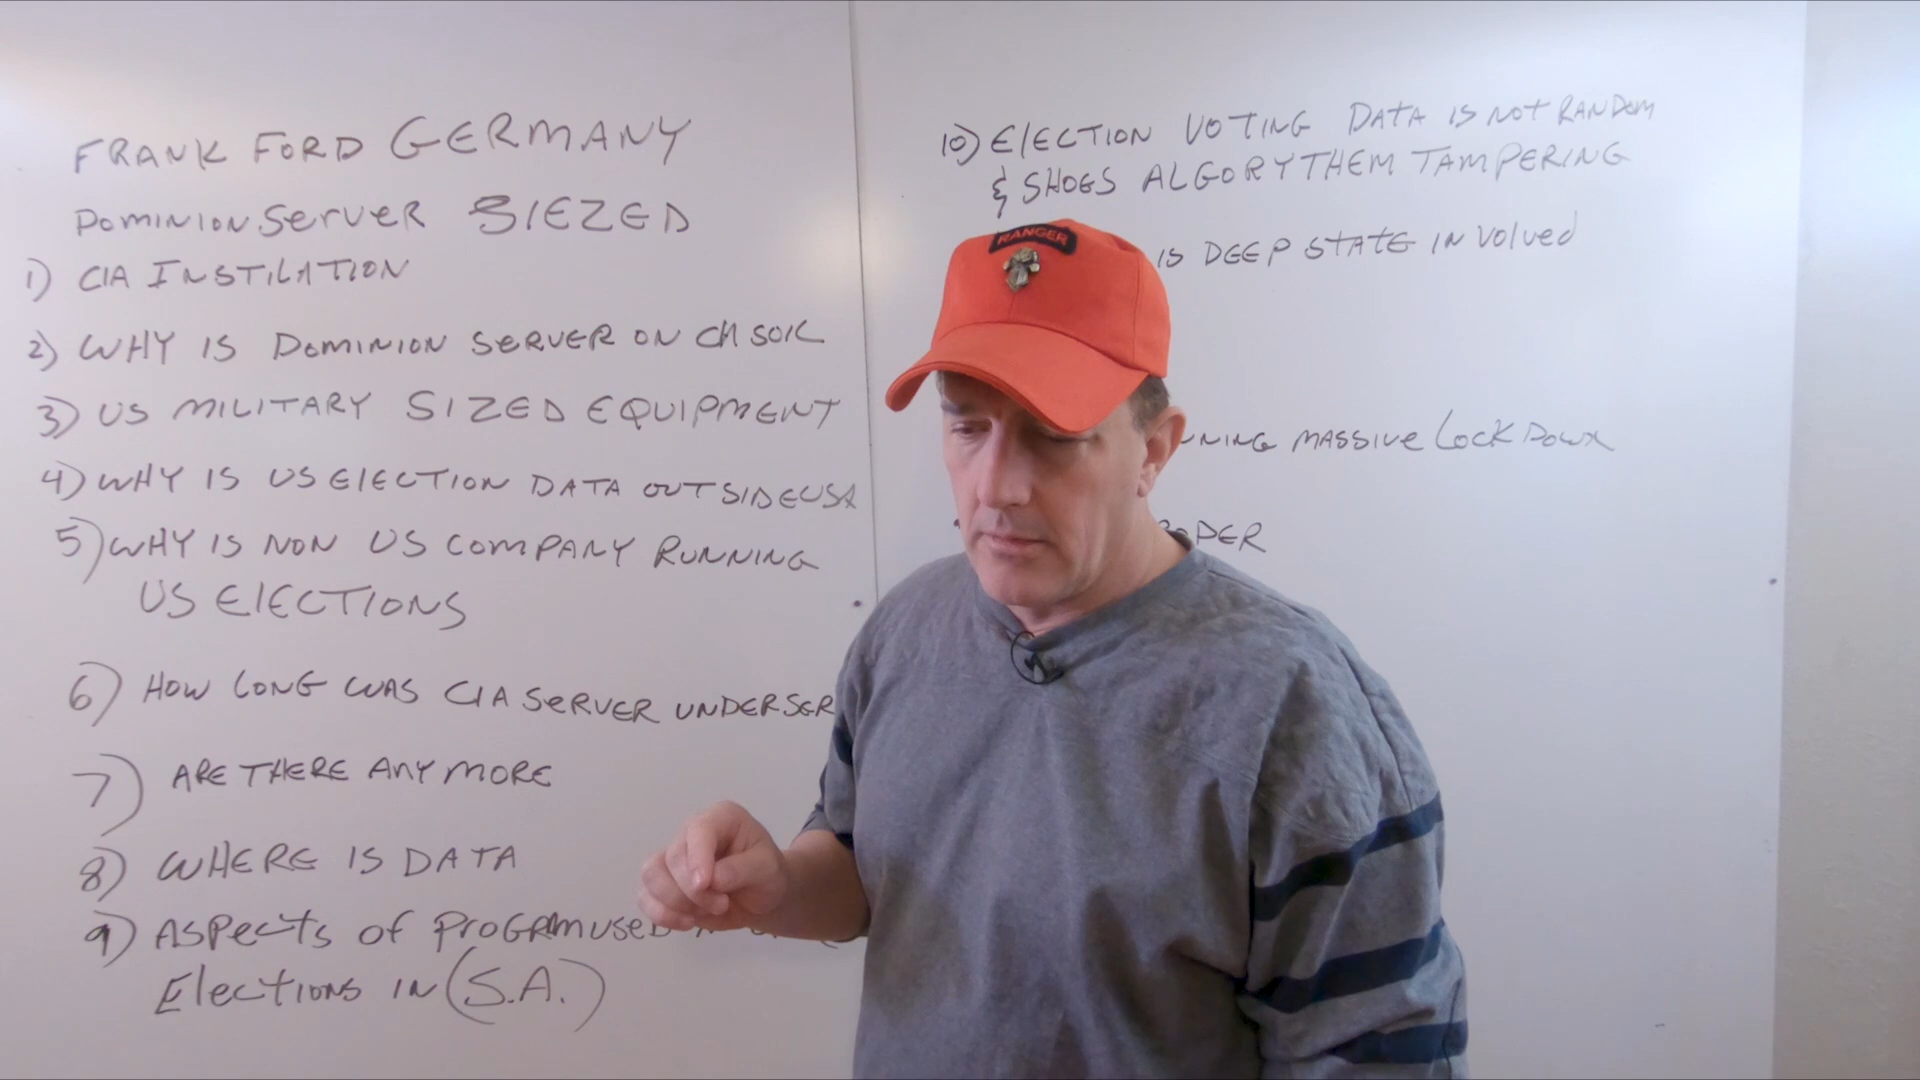 FRANK FORD GERMANY
DOMINION SERVER SIEZED
1) CIA INSTILATION
2) WHY IS DOMINION SERVER ON CIA SOIL
3) US MILITARY SIZED EQUIPMENT
4) WHY IS US ELECTION DATA OUTSIDE USA
5) WHY IS NON US COMPANY RUNNING
US ELECTIONS
6) HOW LONG WAS CIA SERVER UNDER SER
7) ARE THERE ANY MORE
8) WHERE IS DATA
9) ASPECTS OF PROGRAM USED
ELECTIONS IN (S.A.)
10) ELECTION VOTING DATA IS NOT RANDOM
& SHOES ALGORYTHEM TAMPERING
IS DEEP STATE INVOLVED
NING MASSIVE LOCK DOWN
DER
RANGER